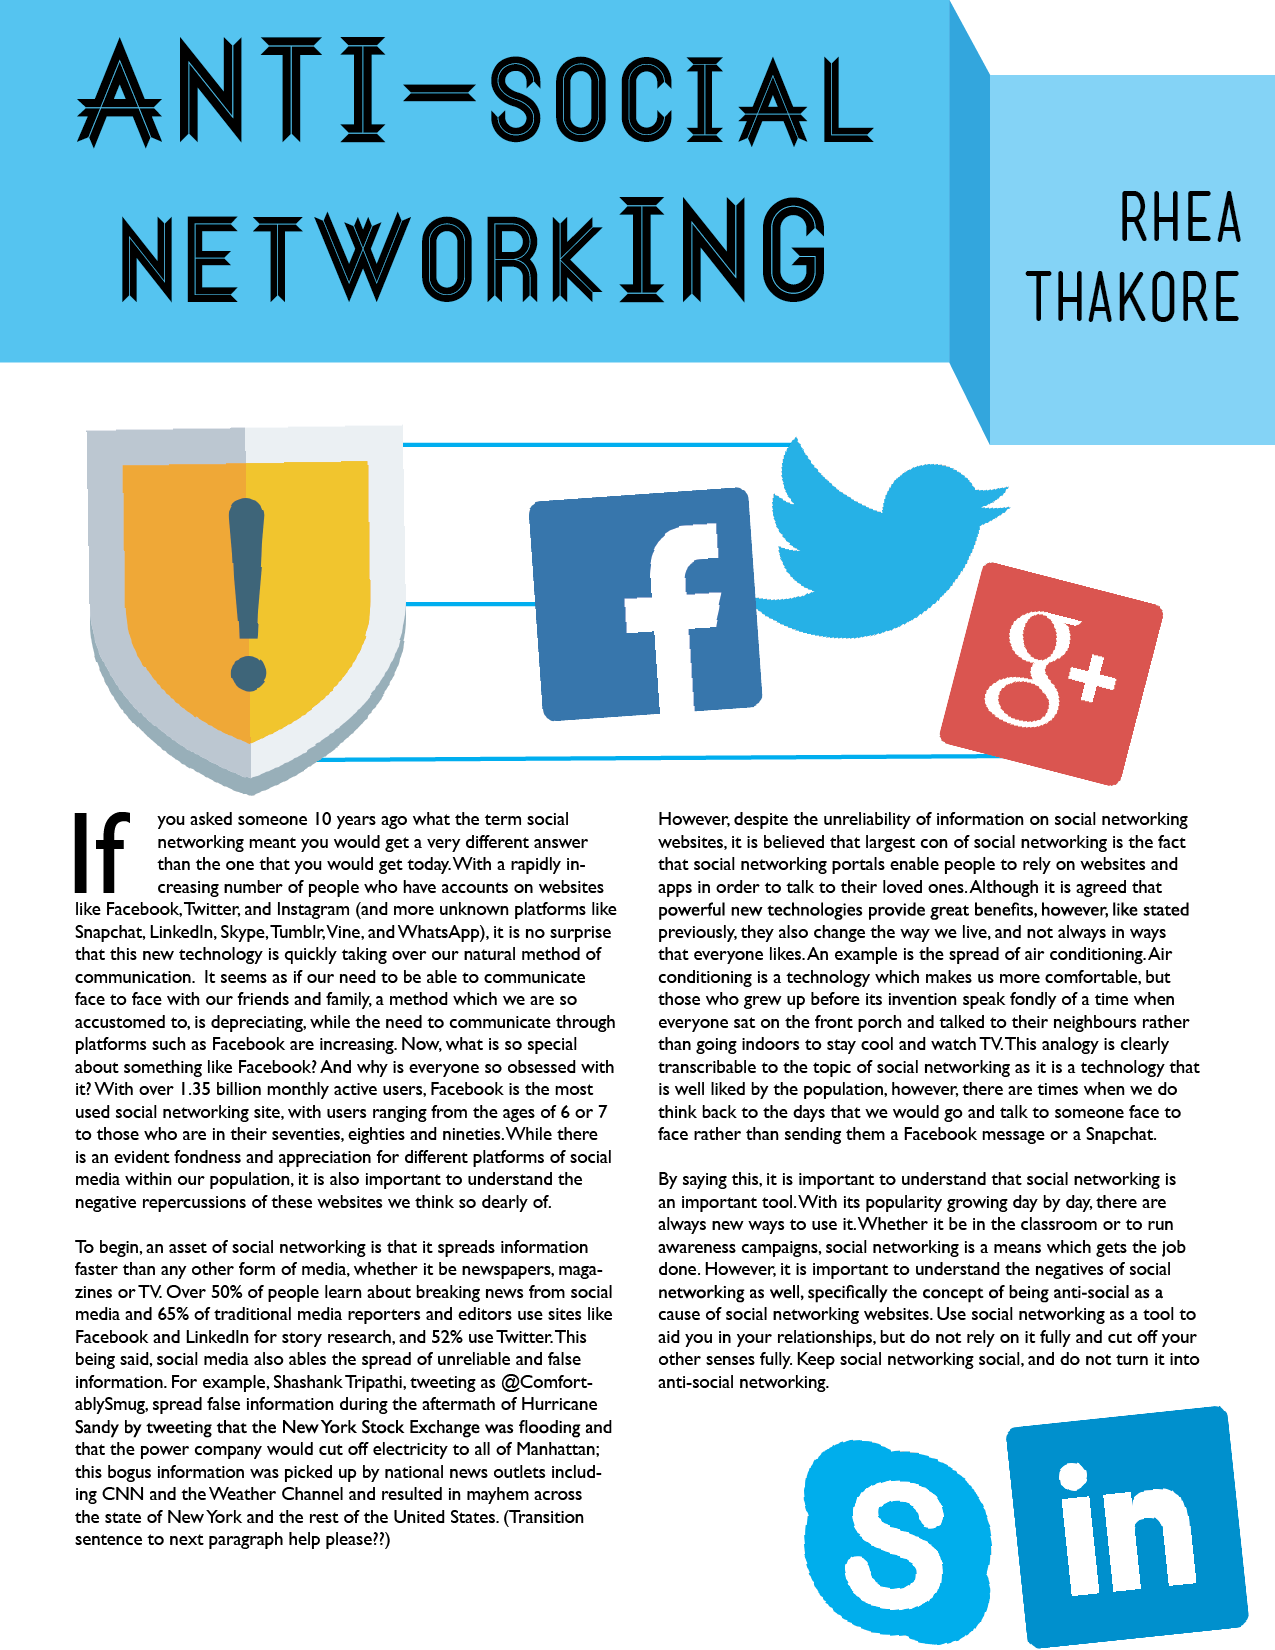 ANTI-SOCIAL
NETWORKING
RHEA
THAKORE
f
g+
If you asked someone 10 years ago what the term social
networking meant you would get a very different answer
than the one that you would get today. With a rapidly in-
creasing number of people who have accounts on websites
like Facebook, Twitter, and Instagram (and more unknown platforms like
Snapchat, LinkedIn, Skype, Tumblr, Vine, and WhatsApp), it is no surprise
that this new technology is quickly taking over our natural method of
communication.  It seems as if our need to be able to communicate
face to face with our friends and family, a method which we are so
accustomed to, is depreciating, while the need to communicate through
platforms such as Facebook are increasing. Now, what is so special
about something like Facebook? And why is everyone so obsessed with
it? With over 1.35 billion monthly active users, Facebook is the most
used social networking site, with users ranging from the ages of 6 or 7
to those who are in their seventies, eighties and nineties. While there
is an evident fondness and appreciation for different platforms of social
media within our population, it is also important to understand the
negative repercussions of these websites we think so dearly of.
To begin, an asset of social networking is that it spreads information
faster than any other form of media, whether it be newspapers, maga-
zines or TV. Over 50% of people learn about breaking news from social
media and 65% of traditional media reporters and editors use sites like
Facebook and LinkedIn for story research, and 52% use Twitter. This
being said, social media also ables the spread of unreliable and false
information. For example, Shashank Tripathi, tweeting as @Comfort-
ablySmug, spread false information during the aftermath of Hurricane
Sandy by tweeting that the New York Stock Exchange was flooding and
that the power company would cut off electricity to all of Manhattan;
this bogus information was picked up by national news outlets includ-
ing CNN and the Weather Channel and resulted in mayhem across
the state of New York and the rest of the United States. (Transition
sentence to next paragraph help please??)
However, despite the unreliability of information on social networking
websites, it is believed that largest con of social networking is the fact
that social networking portals enable people to rely on websites and
apps in order to talk to their loved ones. Although it is agreed that
powerful new technologies provide great benefits, however, like stated
previously, they also change the way we live, and not always in ways
that everyone likes. An example is the spread of air conditioning. Air
conditioning is a technology which makes us more comfortable, but
those who grew up before its invention speak fondly of a time when
everyone sat on the front porch and talked to their neighbours rather
than going indoors to stay cool and watch TV. This analogy is clearly
transcribable to the topic of social networking as it is a technology that
is well liked by the population, however, there are times when we do
think back to the days that we would go and talk to someone face to
face rather than sending them a Facebook message or a Snapchat.
By saying this, it is important to understand that social networking is
an important tool. With its popularity growing day by day, there are
always new ways to use it. Whether it be in the classroom or to run
awareness campaigns, social networking is a means which gets the job
done. However, it is important to understand the negatives of social
networking as well, specifically the concept of being anti-social as a
cause of social networking websites. Use social networking as a tool to
aid you in your relationships, but do not rely on it fully and cut off your
other senses fully. Keep social networking social, and do not turn it into
anti-social networking.
S
in